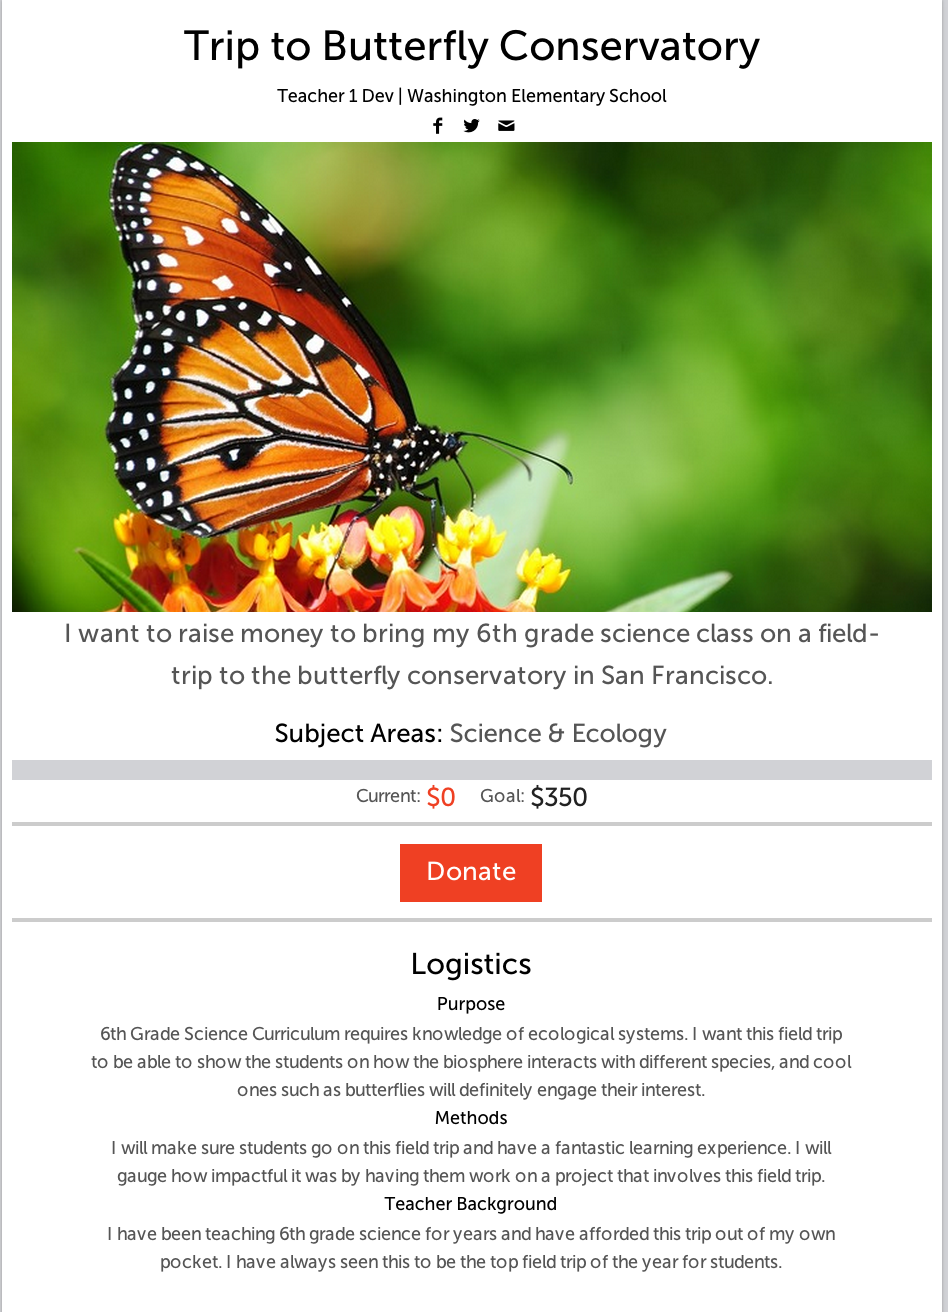 Trip to Butterfly Conservatory
Teacher 1 Dev | Washington Elementary School
I want to raise money to bring my 6th grade science class on a field-
trip to the butterfly conservatory in San Francisco.
Subject Areas: Science & Ecology
Current: $0 Goal: $350
Donate
Logistics
Purpose
6th Grade Science Curriculum requires knowledge of ecological systems. I want this field trip
to be able to show the students on how the biosphere interacts with different species, and cool
ones such as butterflies will definitely engage their interest.
Methods
I will make sure students go on this field trip and have a fantastic learning experience. I will
gauge how impactful it was by having them work on a project that involves this field trip.
Teacher Background
I have been teaching 6th grade science for years and have afforded this trip out of my own
pocket. I have always seen this to be the top field trip of the year for students.